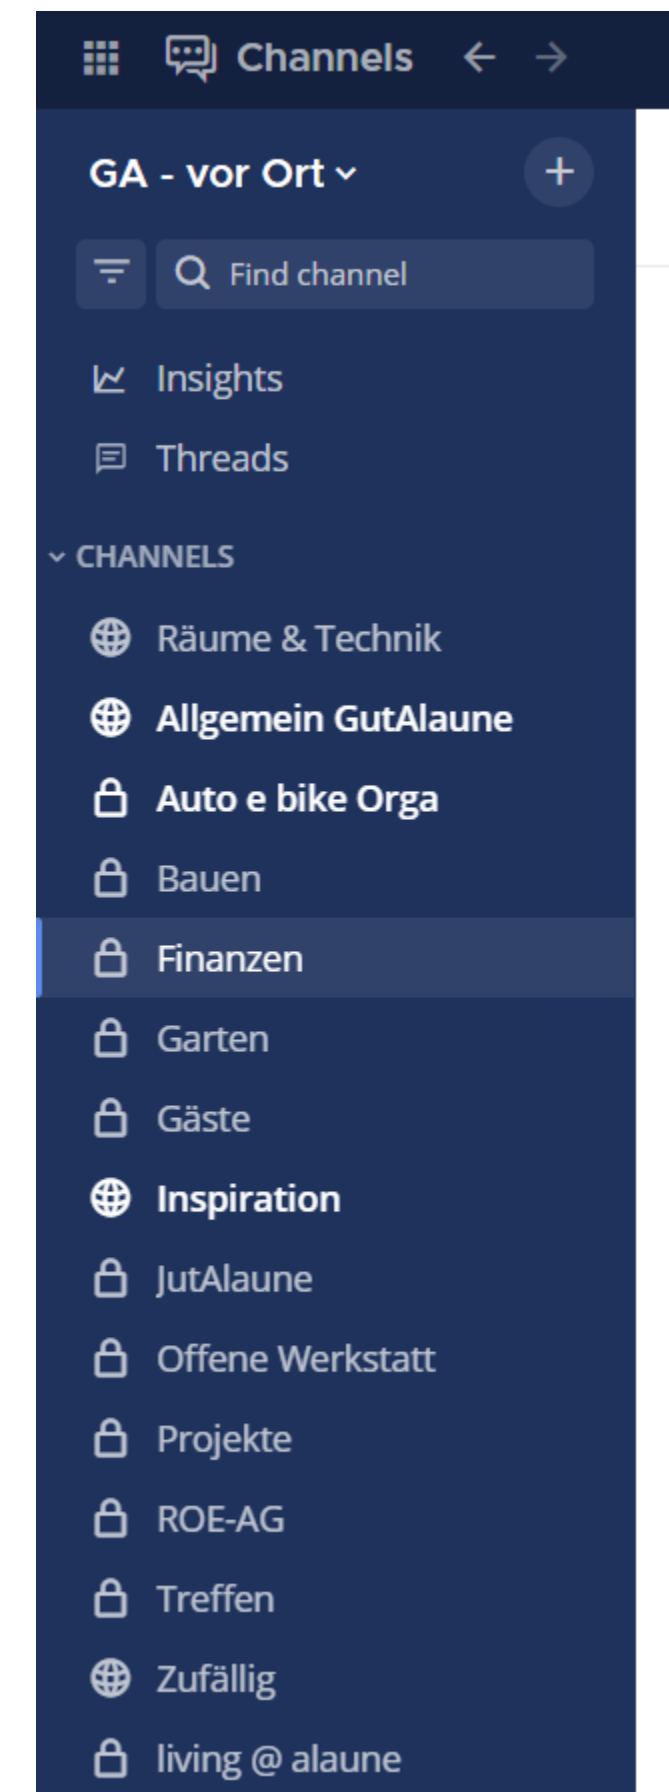 Channels
GA - vor Ort
Find channel
Insights
Threads
CHANNELS
Räume & Technik
Allgemein GutAlaune
Auto e bike Orga
Bauen
Finanzen
Garten
Gäste
Inspiration
JutAlaune
Offene Werkstatt
Projekte
ROE-AG
Treffen
Zufällig
living @ alaune